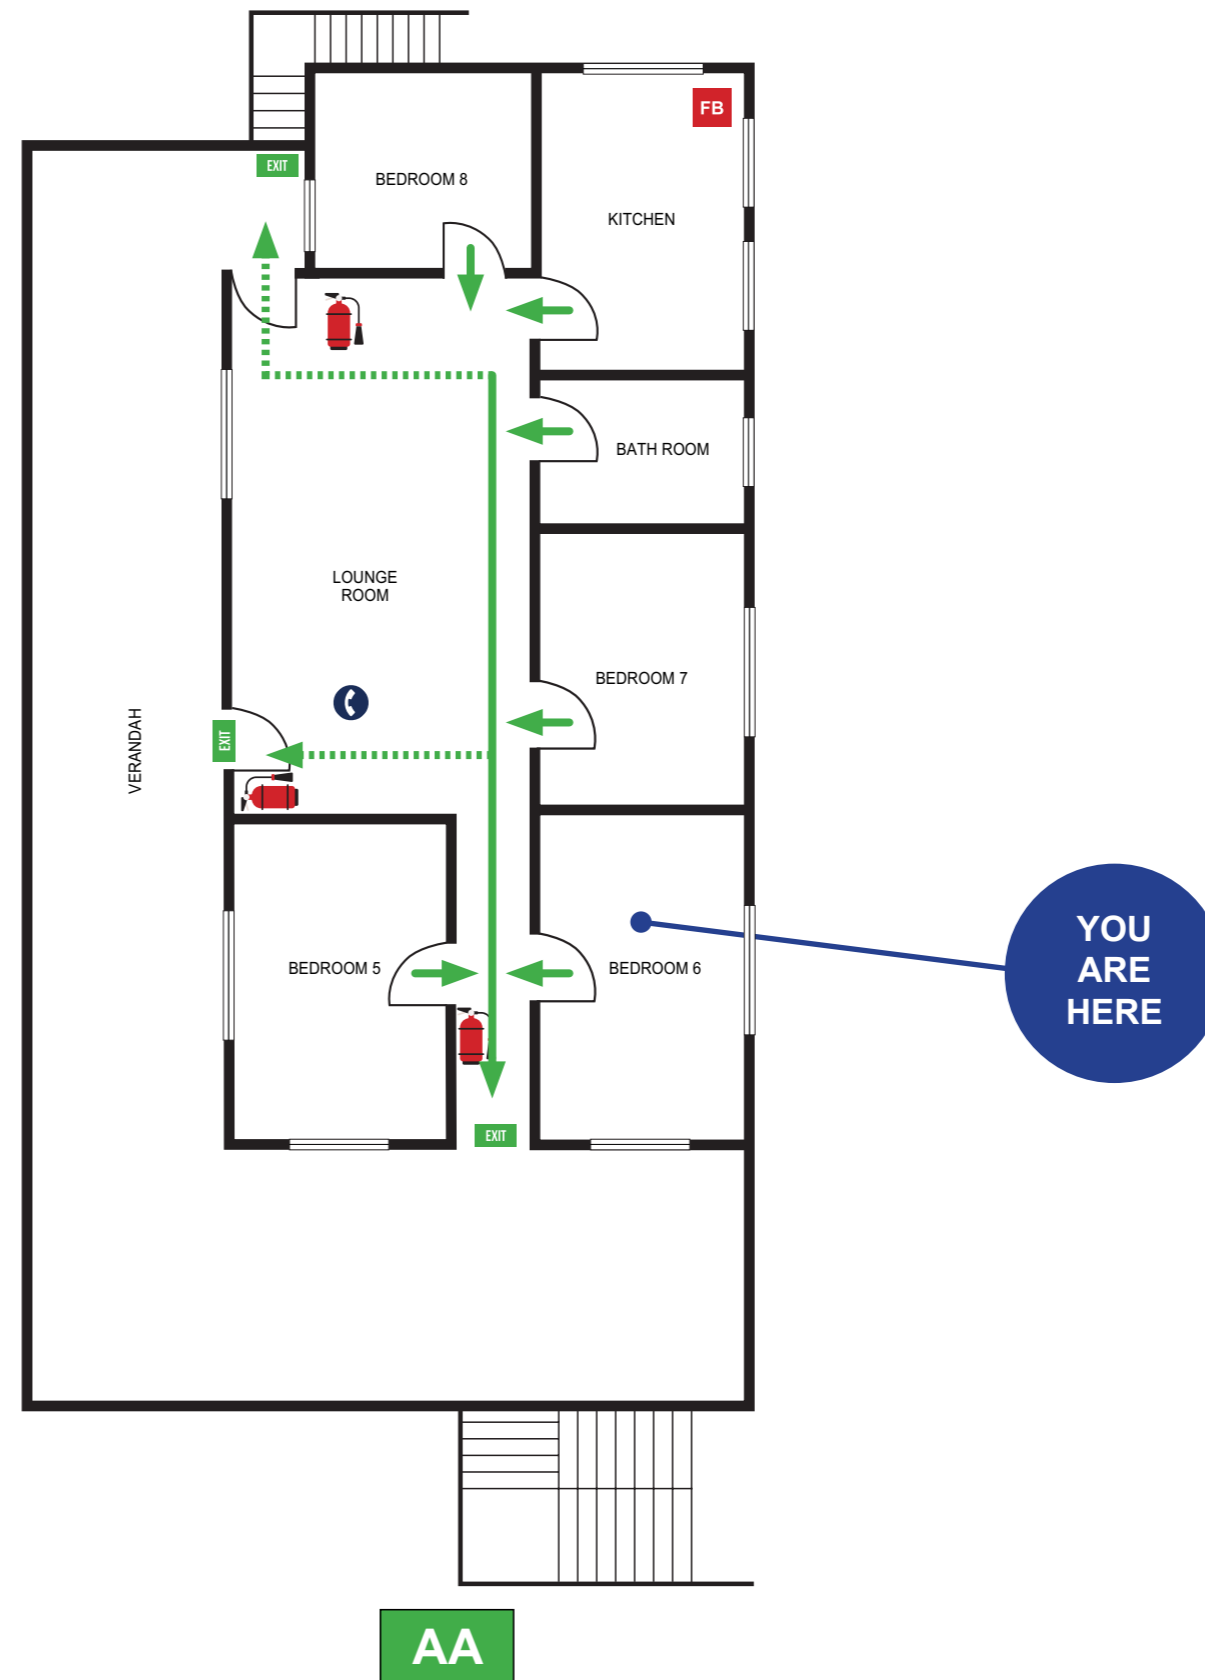 FB
EXIT
BEDROOM 8
KITCHEN
BATH ROOM
LOUNGE
ROOM
BEDROOM 7
VERANDAH
EXIT
BEDROOM 5
BEDROOM 6
YOU
ARE
HERE
EXIT
AA